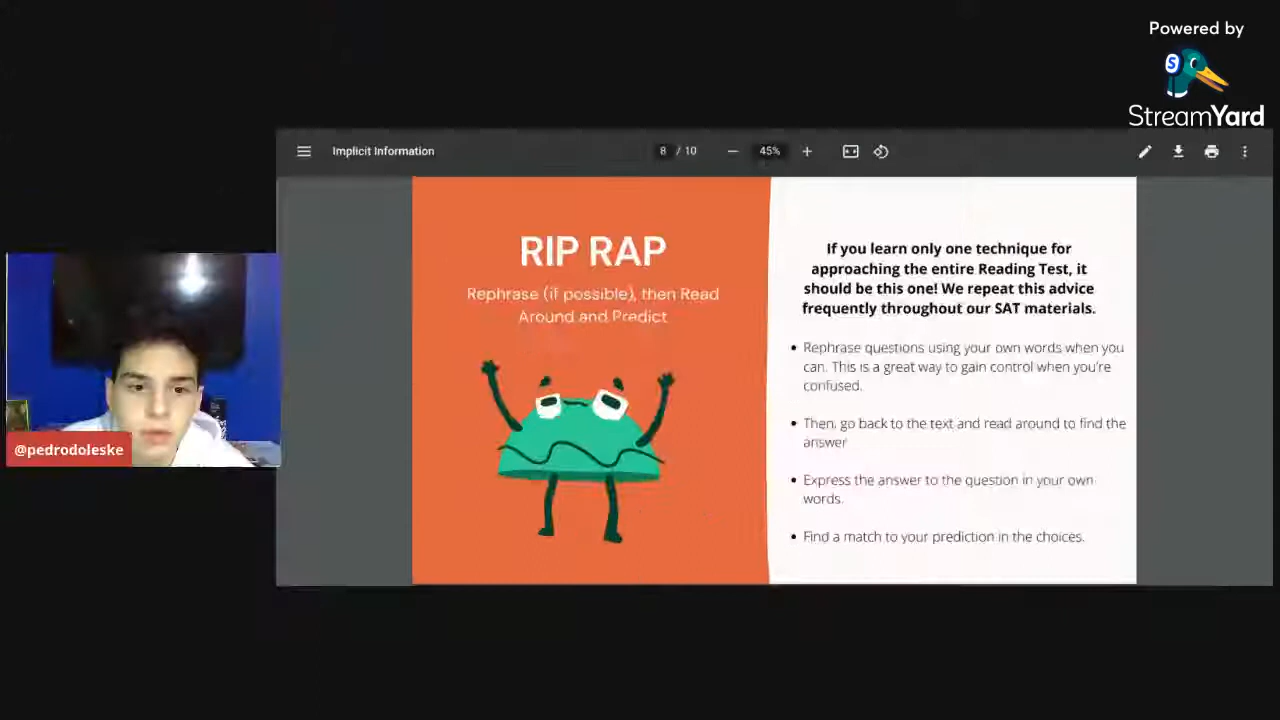 Powered by
S
StreamYard
Implicit Information
8 / 10
45%
RIP RAP
Rephrase (if possible), then Read
Around and Predict
If you learn only one technique for
approaching the entire Reading Test, it
should be this one! We repeat this advice
frequently throughout our SAT materials.
• Rephrase questions using your own words when you
can. This is a great way to gain control when you're
confused.
• Then, go back to the text and read around to find the
answer
• Express the answer to the question in your own
words.
• Find a match to your prediction in the choices.
@pedrodoleske